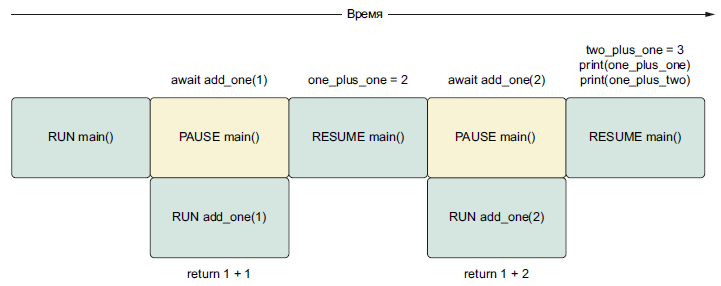 Время
await add_one(1)
one_plus_one = 2
await add_one(2)
two_plus_one = 3
print(one_plus_one)
print(one_plus_two)
RUN main()
PAUSE main()
RESUME main()
PAUSE main()
RESUME main()
RUN add_one(1)
RUN add_one(2)
return 1 + 1
return 1 + 2